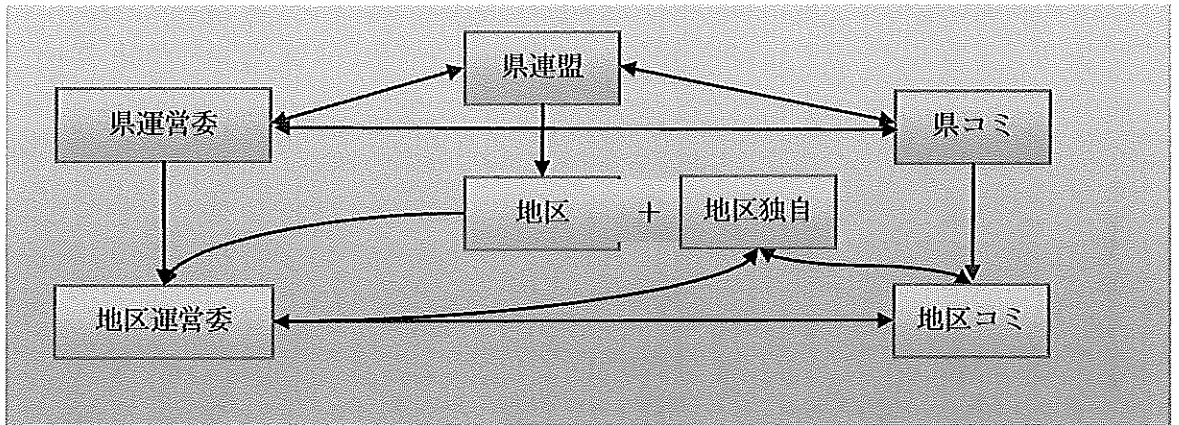 県連盟
県運営委
県コミ
地区 + 地区独自
地区運営委
地区コミ